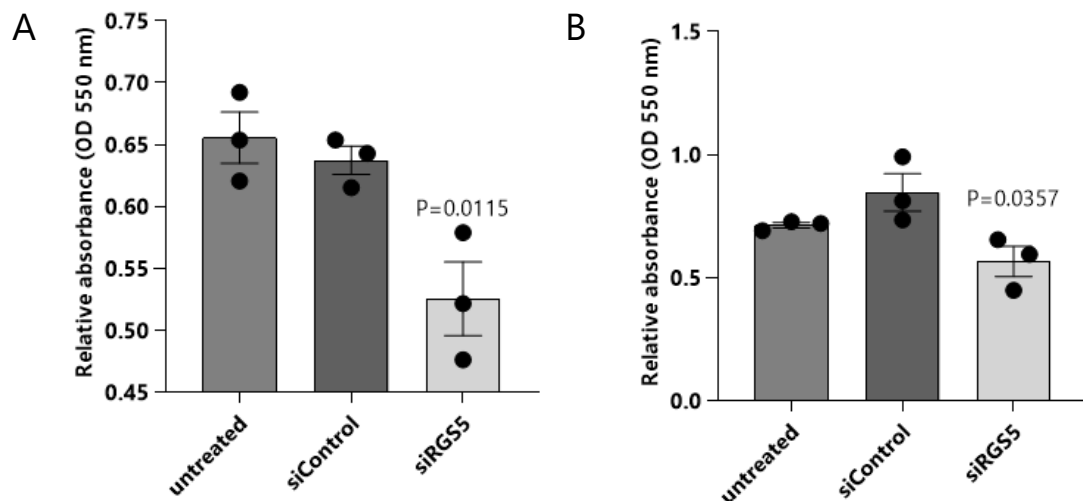 A
Relative absorbance (OD 550 nm)
0.75
0.70
0.65
0.60
0.55
0.50
0.45
P=0.0115
untreated
siControl
siRGS5
B
Relative absorbance (OD 550 nm)
1.5
1.0
0.5
0.0
P=0.0357
untreated
siControl
siRGS5